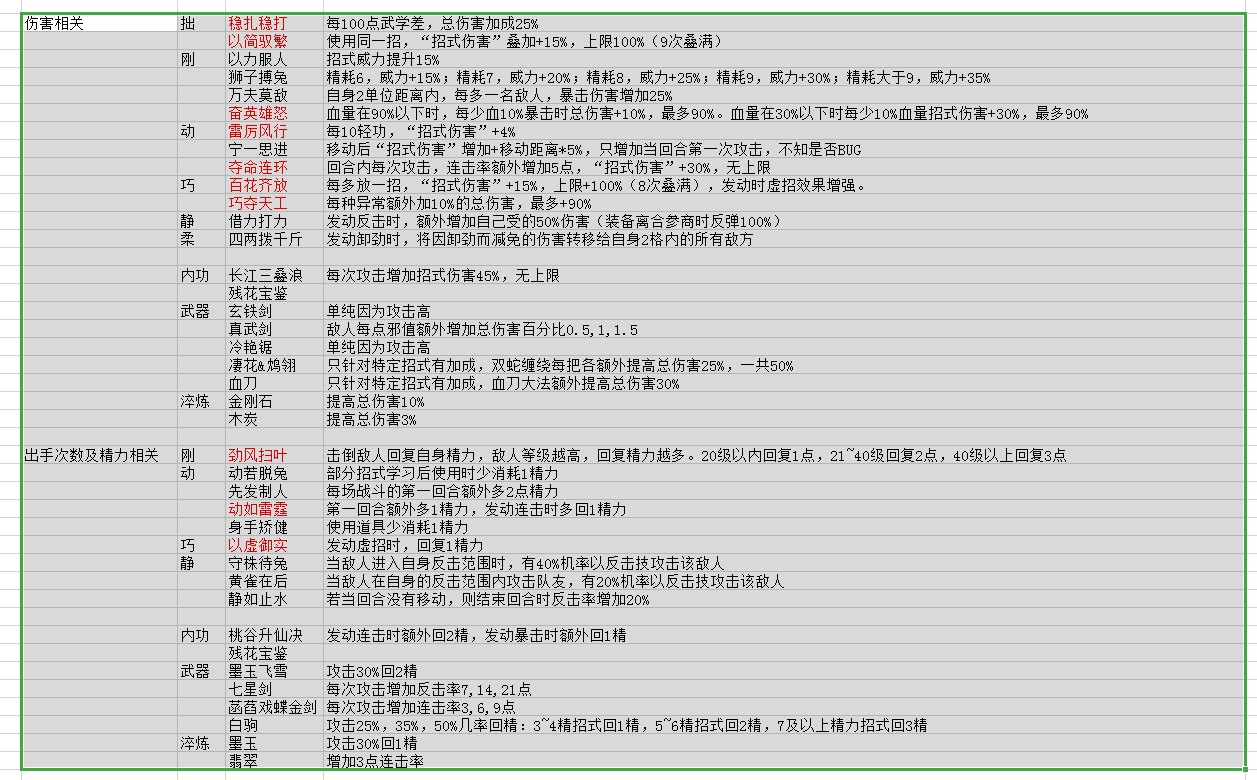 伤害相关 拙 稳扎稳打 每100点武学差，总伤害加成25%
以简驭繁 使用同一招，“招式伤害”叠加+15%，上限100%（9次叠满）
刚 以力服人 招式威力提升15%
狮子搏兔 精耗6，威力+15%；精耗7，威力+20%；精耗8，威力+25%；精耗9，威力+30%；精耗大于9，威力+35%
万夫莫敌 自身2单位距离内，每多一名敌人，暴击伤害增加25%
奋英雄怒 血量在90%以下时，每少血10%暴击时总伤害+10%，最多90%。血量在30%以下时每少10%血量招式伤害+30%，最多90%
动 雷厉风行 每10轻功，“招式伤害”+4%
宁一思进 移动后“招式伤害”增加+移动距离*5%，只增加当回合第一次攻击，不知是否BUG
夺命连环 回合内每次攻击，连击率额外增加5点，“招式伤害”+30%，无上限
巧 百花齐放 每多放一招，“招式伤害”+15%，上限+100%（8次叠满），发动时虚招效果增强。
巧夺天工 每种异常额外加10%的总伤害，最多+90%
静 借力打力 发动反击时，额外增加自己受的50%伤害（装备离合参商时反弹100%）
柔 四两拨千斤 发动卸劲时，将因卸劲而减免的伤害转移给自身2格内的所有敌方
内功 长江三叠浪 每次攻击增加招式伤害45%，无上限
残花宝鉴
武器 玄铁剑 单纯因为攻击高
真武剑 敌人每点邪值额外增加总伤害百分比0.5,1,1.5
冷艳锯 单纯因为攻击高
凄花&鸩翎 只针对特定招式有加成，双蛇缠绕每把各额外提高总伤害25%，一共50%
血刀 只针对特定招式有加成，血刀大法额外提高总伤害30%
淬炼 金刚石 提高总伤害10%
木炭 提高总伤害3%
出手次数及精力相关 刚 劲风扫叶 击倒敌人回复自身精力，敌人等级越高，回复精力越多。20级以内回复1点，21~40级回复2点，40级以上回复3点
动 动若脱兔 部分招式学习后使用时少消耗1精力
先发制人 每场战斗的第一回合额外多2点精力
动如雷霆 第一回合额外多1精力，发动连击时多回1精力
身手矫健 使用道具少消耗1精力
巧 以虚御实 发动虚招时，回复1精力
静 守株待兔 当敌人进入自身反击范围时，有40%机率以反击技攻击该敌人
黄雀在后 当敌人在自身的反击范围内攻击队友，有20%机率以反击技攻击该敌人
静如止水 若当回合没有移动，则结束回合时反击率增加20%
内功 桃谷升仙决 发动连击时额外回2精，发动暴击时额外回1精
残花宝鉴
武器 墨玉飞雪 攻击30%回2精
七星剑 每次攻击增加反击率7,14,21点
菡萏戏蝶金剑 每次攻击增加连击率3,6,9点
白驹 攻击25%，35%，50%几率回精：3~4精招式回1精，5~6精招式回2精，7及以上精力招式回3精
淬炼 墨玉 攻击30%回1精
翡翠 增加3点连击率